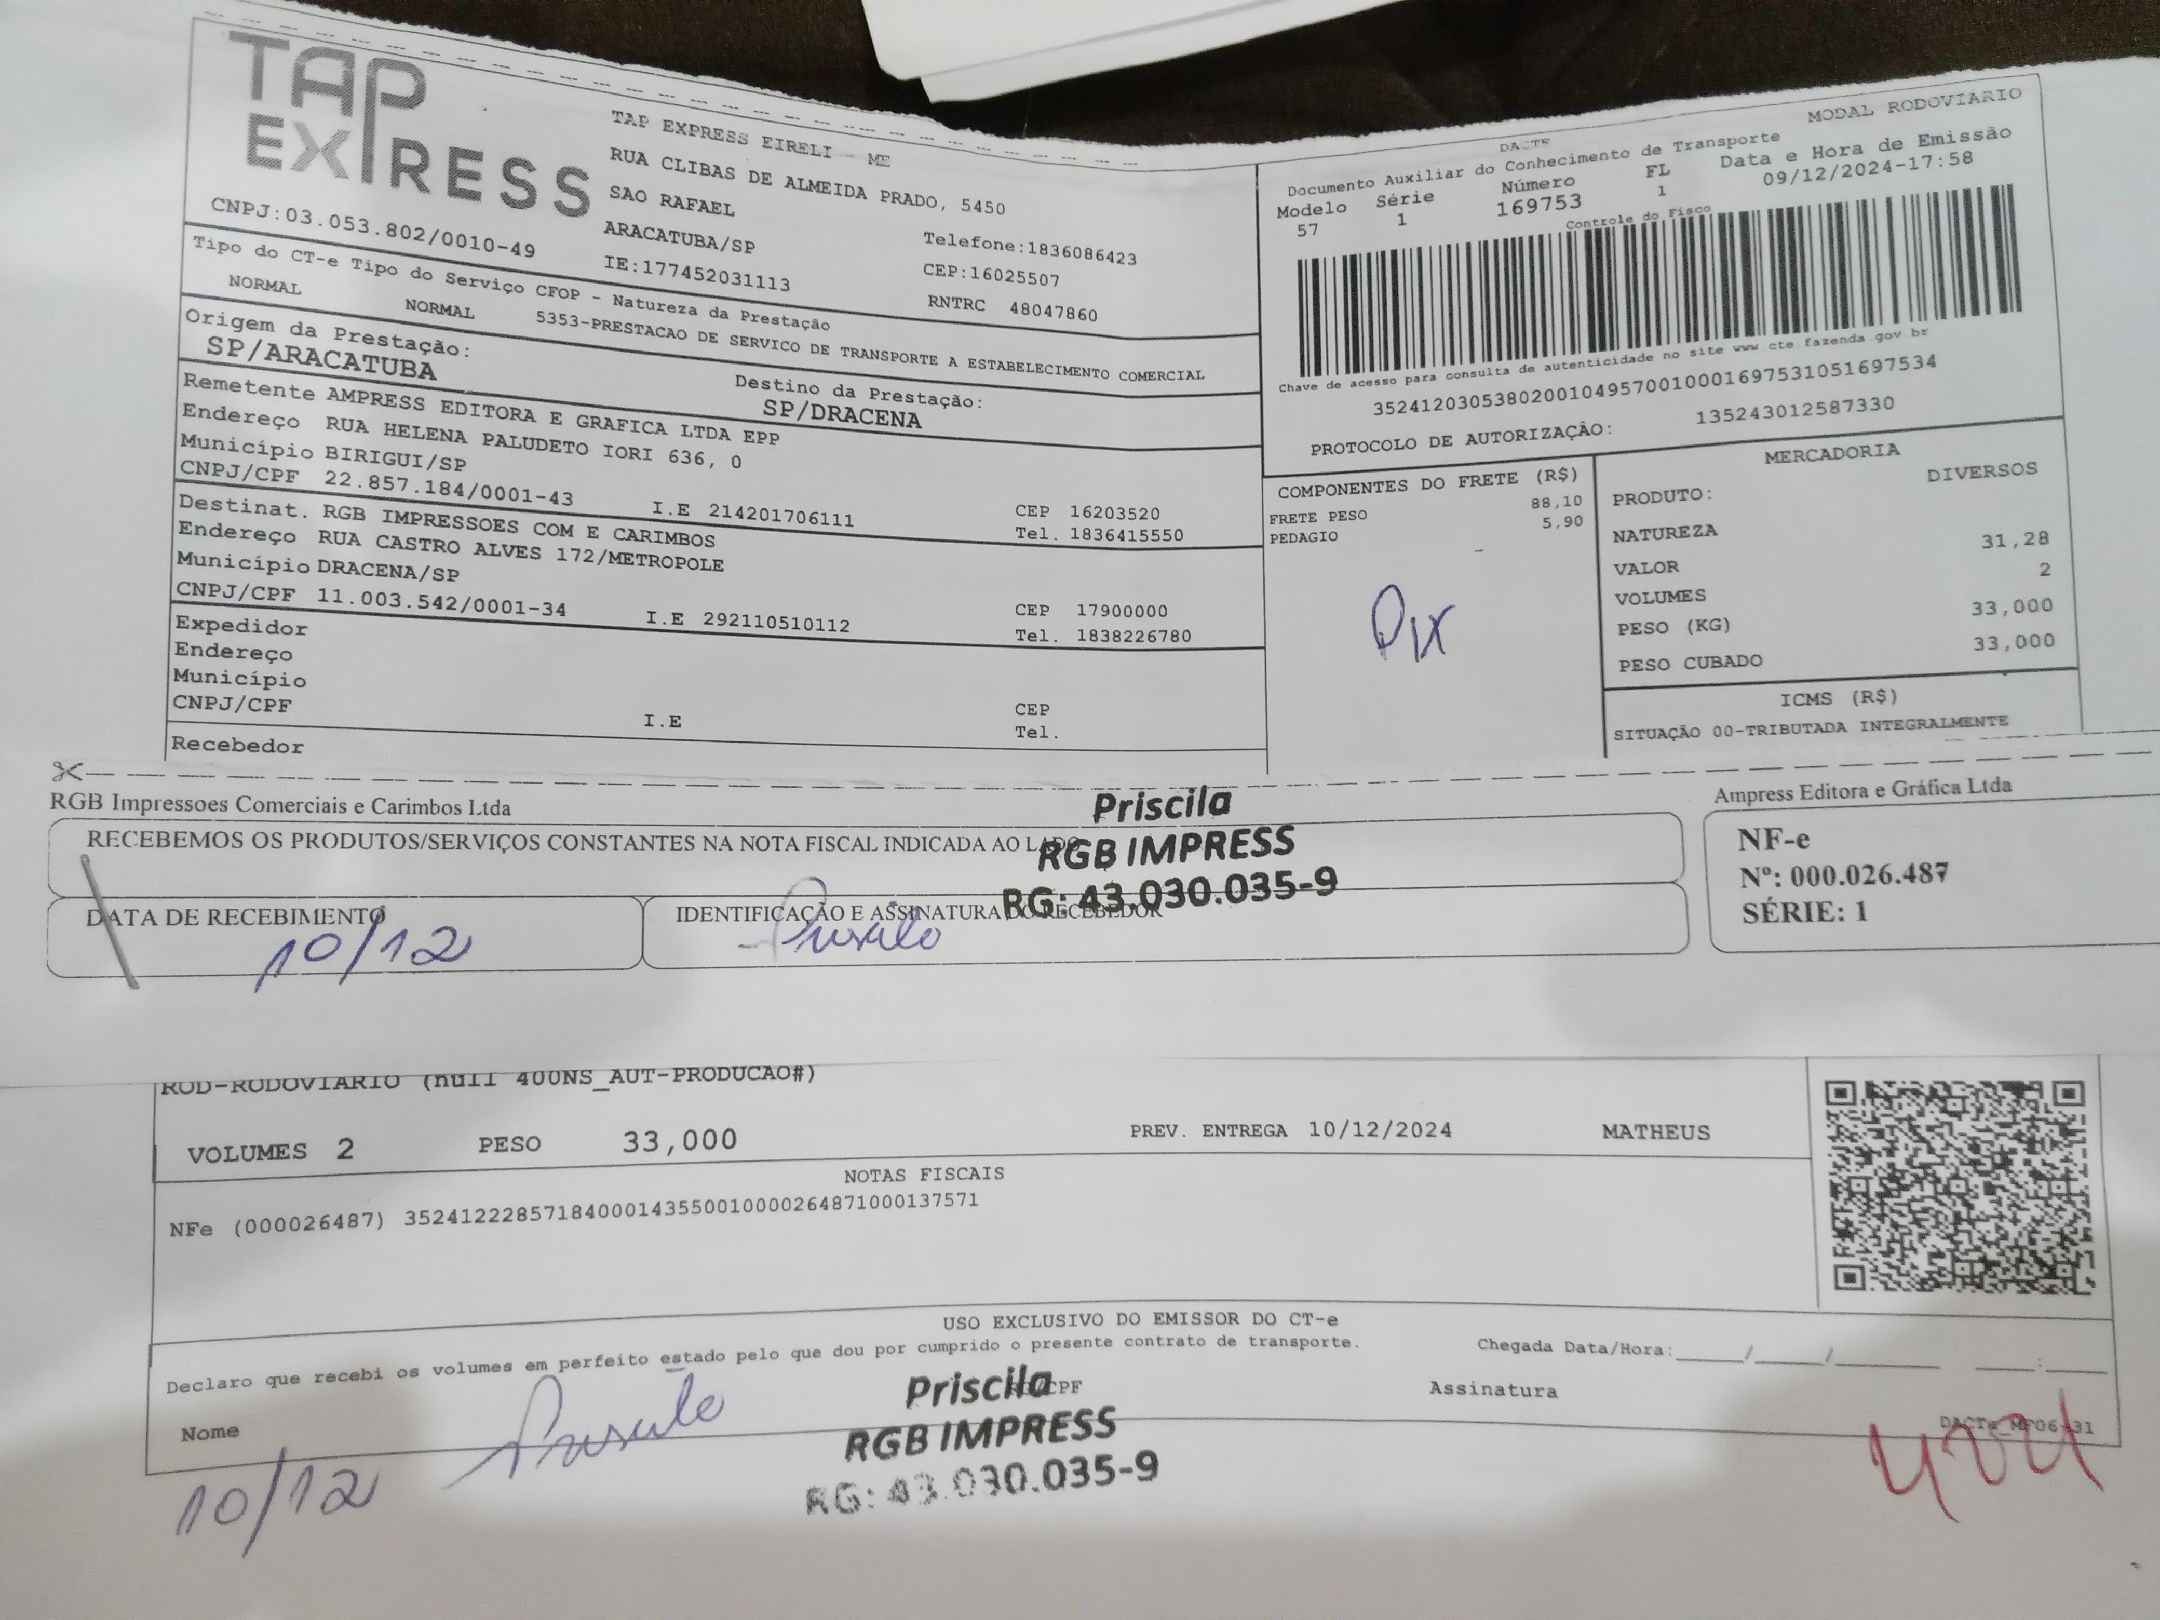 TAP
EXPRESS
TAP EXPRESS EIRELI - ME
RUA CLIBAS DE ALMEIDA PRADO, 5450
SAO RAFAEL
ARACATUBA/SP
IE:177452031113
Telefone:1836086423
CEP:16025507
RNTRC 48047860
CNPJ:03.053.802/0010-49
Tipo do CT-e Tipo do Serviço CFOP - Natureza da Prestação
NORMAL NORMAL 5353-PRESTACAO DE SERVICO DE TRANSPORTE A ESTABELECIMENTO COMERCIAL
Origem da Prestação:
SP/ARACATUBA
Destino da Prestação:
SP/DRACENA
Remetente AMPRESS EDITORA E GRAFICA LTDA EPP
Endereço RUA HELENA PALUDETO IORI 636, 0
Município BIRIGUI/SP CEP 16203520
CNPJ/CPF 22.857.184/0001-43 I.E 214201706111 Tel. 1836415550
Destinat. RGB IMPRESSOES COM E CARIMBOS
Endereço RUA CASTRO ALVES 172/METROPOLE
Município DRACENA/SP CEP 17900000
CNPJ/CPF 11.003.542/0001-34 I.E 292110510112 Tel. 1838226780
Expedidor
Endereço
Município CEP
CNPJ/CPF I.E Tel.
Recebedor
MODAL RODOVIARIO
DACTE
Documento Auxiliar do Conhecimento de Transporte
Modelo Série Número FL Data e Hora de Emissão
57 1 169753 1 09/12/2024-17:58
Controle do Fisco
Chave de acesso para consulta de autenticidade no site www.cte.fazenda.gov.br
35241203053802001049570010001697531051697534
PROTOCOLO DE AUTORIZAÇÃO: 135243012587330
COMPONENTES DO FRETE (R$)
FRETE PESO 88,10
PEDAGIO 5,90
Pix
MERCADORIA
PRODUTO: DIVERSOS
NATUREZA
VALOR 31,28
VOLUMES 2
PESO (KG) 33,000
PESO CUBADO 33,000
ICMS (R$)
SITUAÇÃO 00-TRIBUTADA INTEGRALMENTE
RGB Impressoes Comerciais e Carimbos Ltda
RECEBEMOS OS PRODUTOS/SERVIÇOS CONSTANTES NA NOTA FISCAL INDICADA AO LADO
DATA DE RECEBIMENTO
10/12
IDENTIFICAÇÃO E ASSINATURA DO RECEBEDOR
Priscila
Priscila
RGB IMPRESS
RG: 43.030.035-9
Ampress Editora e Gráfica Ltda
NF-e
Nº: 000.026.487
SÉRIE: 1
ROD-RODOVIARIO (null 400NS_AUT-PRODUCAO#)
VOLUMES 2 PESO 33,000 PREV. ENTREGA 10/12/2024 MATHEUS
NOTAS FISCAIS
NFe (000026487) 35241222857184000143550010000264871000137571
USO EXCLUSIVO DO EMISSOR DO CT-e
Declaro que recebi os volumes em perfeito estado pelo que dou por cumprido o presente contrato de transporte.
Chegada Data/Hora:____/____/______ ____:____
Nome
RG/CPF
Assinatura
10/12
Priscila
Priscila
RGB IMPRESS
RG: 43.030.035-9